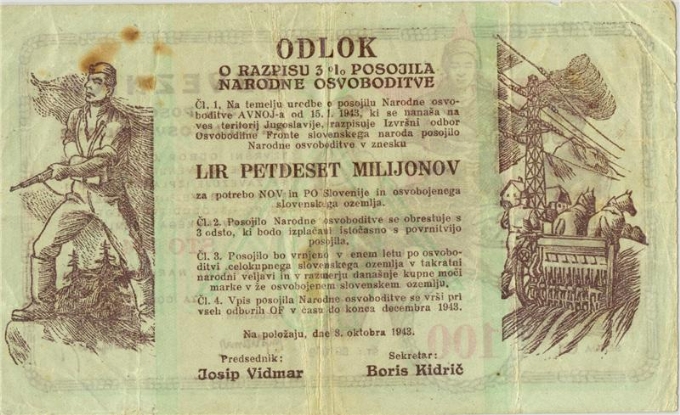 ODLOK
O RAZPISU 3 o|o POSOJILA
NARODNE OSVOBODITVE
Čl. 1, Na temelju uredbe o posojilu Narodne osvo-
boditve AVNOJ-a od 15. 1. 1943, ki se nanaša na
ves teritorij Jugoslavije, razpisuje Izvršni odbor
Osvobodilne Fronte slovenskega naroda posojilo
Narodne osvoboditve v znesku
LIR PETDESET MILIJONOV
za potrebo NOV in PO Slovenije in osvobojenega
slovenskega ozemlja.
Čl. 2. Posojilo Narodne osvoboditve se obrestuje s
3 odsto, ki bodo izplačani istočasno s povrnitvijo
posojila.
Čl. 3. Posojilo bo vrnjeno v enem letu po osvobo-
ditvi celokupnega slovenskega ozemlja v takratni
narodni veljavi in v razmerju današnje kupne moči
marke v že osvobojenem slovenskem ozemlju.
Čl. 4. Vpis posojila Narodne osvoboditve se vrši pri
vseh odborih OF v času do konca decembra 1943.
Na položaju, dne 8. oktobra 1943.
Predsednik: Sekretar:
Josip Vidmar Boris Kidrič
100